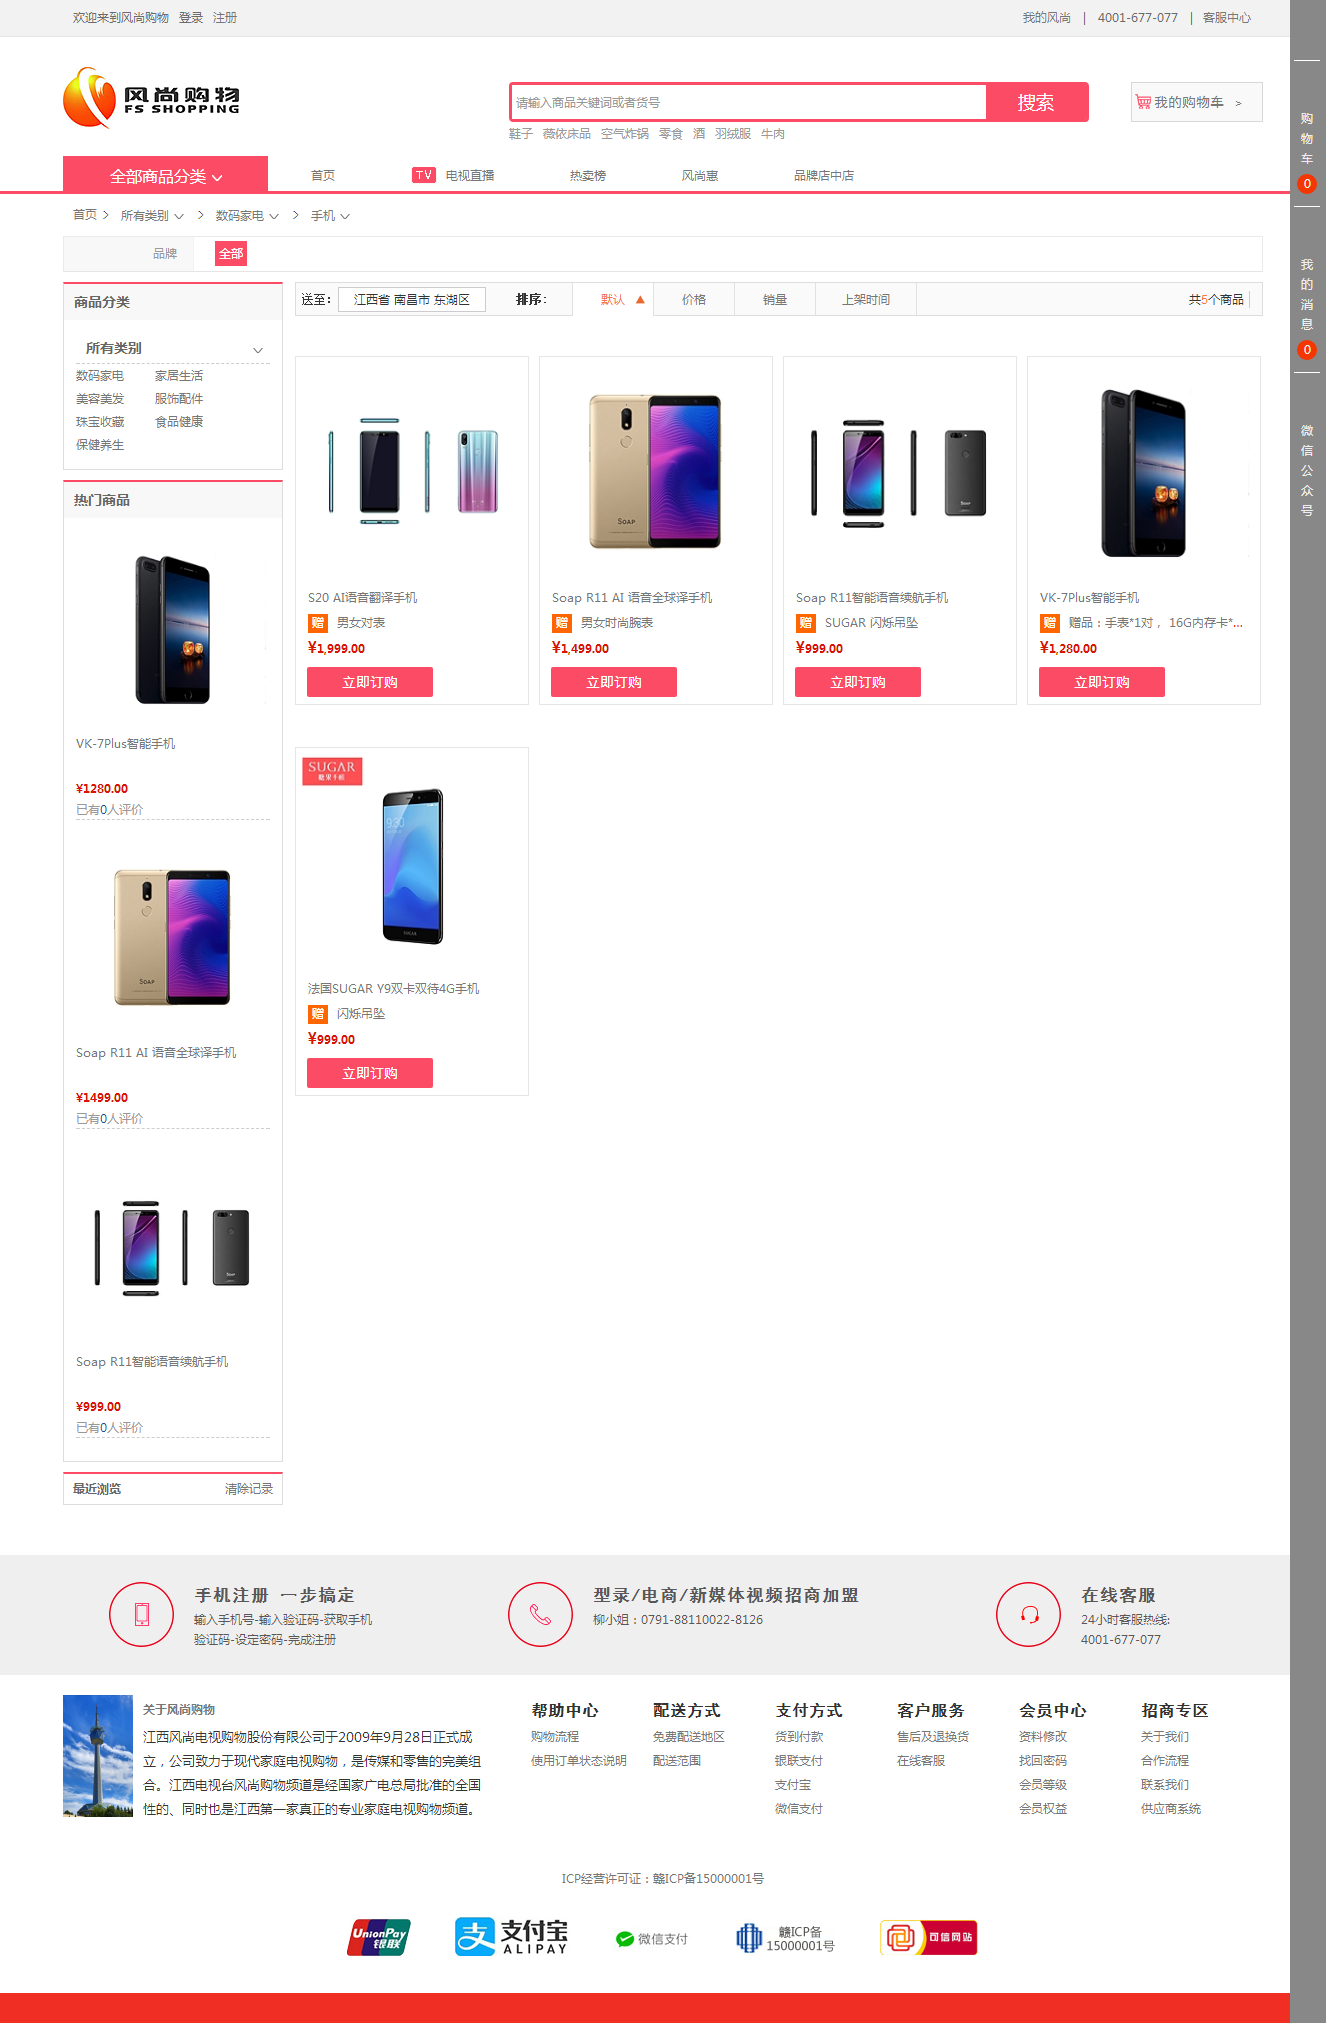 欢迎来到风尚购物 登录 注册
我的风尚 | 4001-677-077 | 客服中心
风尚购物
FS SHOPPING
请输入商品关键词或者货号
搜索
我的购物车 >
鞋子 薇依床品 空气炸锅 零食 酒 羽绒服 牛肉
全部商品分类
首页
TV 电视直播
热卖榜
风尚惠
品牌店中店
首页 > 所有类别 > 数码家电 > 手机
品牌
全部
商品分类
所有类别
数码家电 家居生活
美容美发 服饰配件
珠宝收藏 食品健康
保健养生
热门商品
VK-7Plus智能手机
¥1280.00
已有0人评价
SOAP
Soap R11 AI 语音全球译手机
¥1499.00
已有0人评价
Soap R11智能语音续航手机
¥999.00
已有0人评价
最近浏览 清除记录
送至： 江西省 南昌市 东湖区 排序： 默认 价格 销量 上架时间 共5个商品
S20 AI语音翻译手机
赠 男女对表
¥1,999.00
立即订购
SOAP
Soap R11 AI 语音全球译手机
赠 男女时尚腕表
¥1,499.00
立即订购
Soap R11智能语音续航手机
赠 SUGAR 闪烁吊坠
¥999.00
立即订购
VK-7Plus智能手机
赠 赠品：手表*1对， 16G内存卡*...
¥1,280.00
立即订购
SUGAR
糖果手机
9:30
SUGAR
法国SUGAR Y9双卡双待4G手机
赠 闪烁吊坠
¥999.00
立即订购
购物车
0
我的消息
0
微信公众号
手机注册 一步搞定
输入手机号-输入验证码-获取手机
验证码-设定密码-完成注册
型录/电商/新媒体视频招商加盟
柳小姐：0791-88110022-8126
在线客服
24小时客服热线:
4001-677-077
关于风尚购物
江西风尚电视购物股份有限公司于2009年9月28日正式成
立，公司致力于现代家庭电视购物，是传媒和零售的完美组
合。江西电视台风尚购物频道是经国家广电总局批准的全国
性的、同时也是江西第一家真正的专业家庭电视购物频道。
帮助中心
购物流程
使用订单状态说明
配送方式
免费配送地区
配送范围
支付方式
货到付款
银联支付
支付宝
微信支付
客户服务
售后及退换货
在线客服
会员中心
资料修改
找回密码
会员等级
会员权益
招商专区
关于我们
合作流程
联系我们
供应商系统
ICP经营许可证：赣ICP备15000001号
UnionPay
银联
支付宝
ALIPAY
微信支付
赣ICP备
15000001号
可信网站